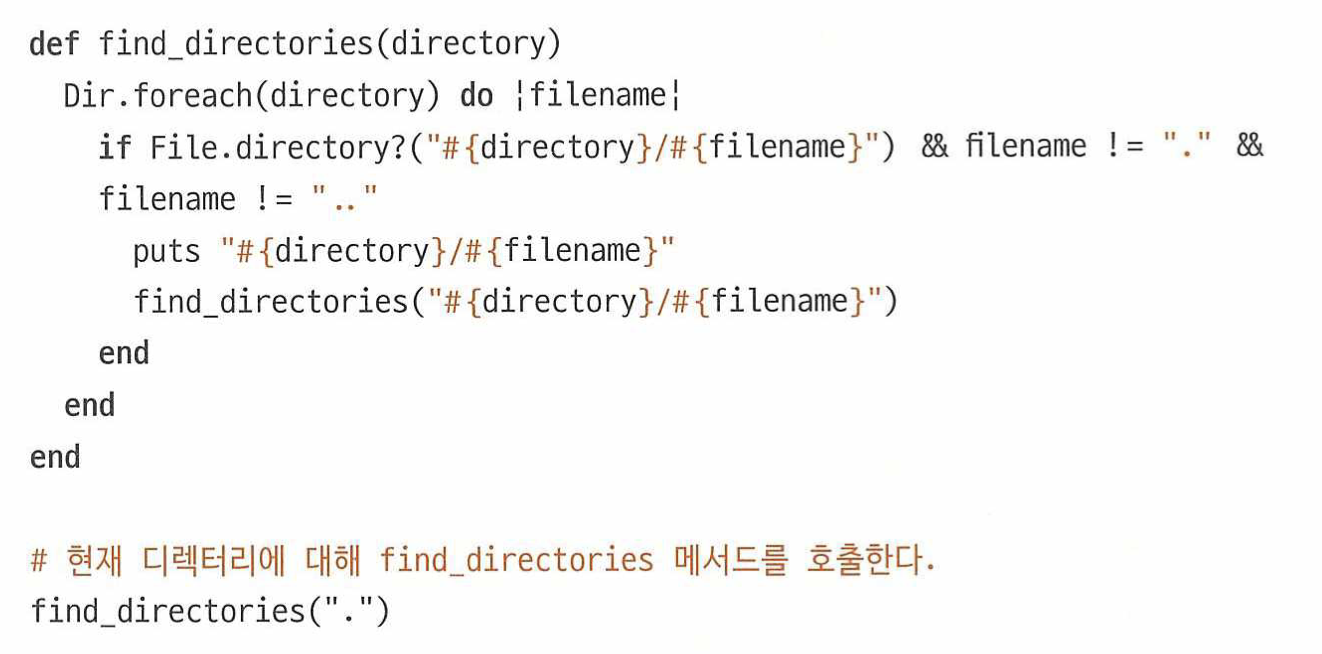 def find_directories(directory)
  Dir.foreach(directory) do |filename|
    if File.directory?("#{directory}/#{filename}") && filename != "." &&
    filename != ".."
      puts "#{directory}/#{filename}"
      find_directories("#{directory}/#{filename}")
    end
  end
end

# 현재 디렉터리에 대해 find_directories 메서드를 호출한다.
find_directories(".")